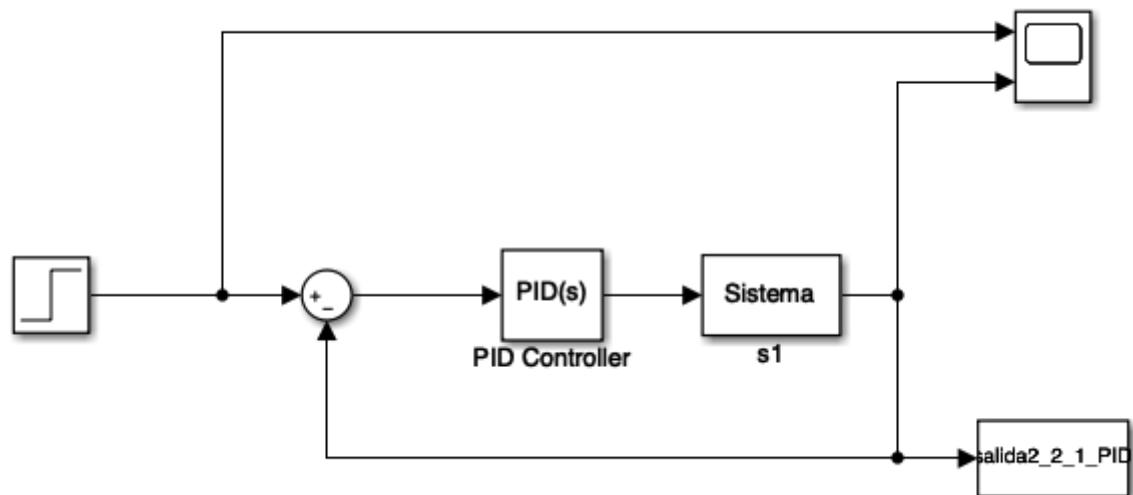 +
−
PID(s)
PID Controller
Sistema
s1
salida2_2_1_PID